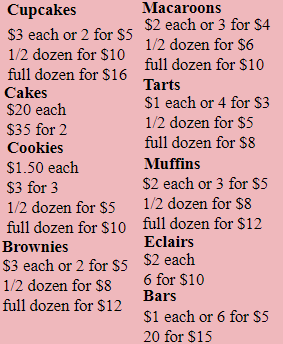 Cupcakes
$3 each or 2 for $5
1/2 dozen for $10
full dozen for $16
Cakes
$20 each
$35 for 2
Cookies
$1.50 each
$3 for 3
1/2 dozen for $5
full dozen for $10
Brownies
$3 each or 2 for $5
1/2 dozen for $8
full dozen for $12
Macaroons
$2 each or 3 for $4
1/2 dozen for $6
full dozen for $10
Tarts
$1 each or 4 for $3
1/2 dozen for $5
full dozen for $8
Muffins
$2 each or 3 for $5
1/2 dozen for $8
full dozen for $12
Eclairs
$2 each
6 for $10
Bars
$1 each or 6 for $5
20 for $15